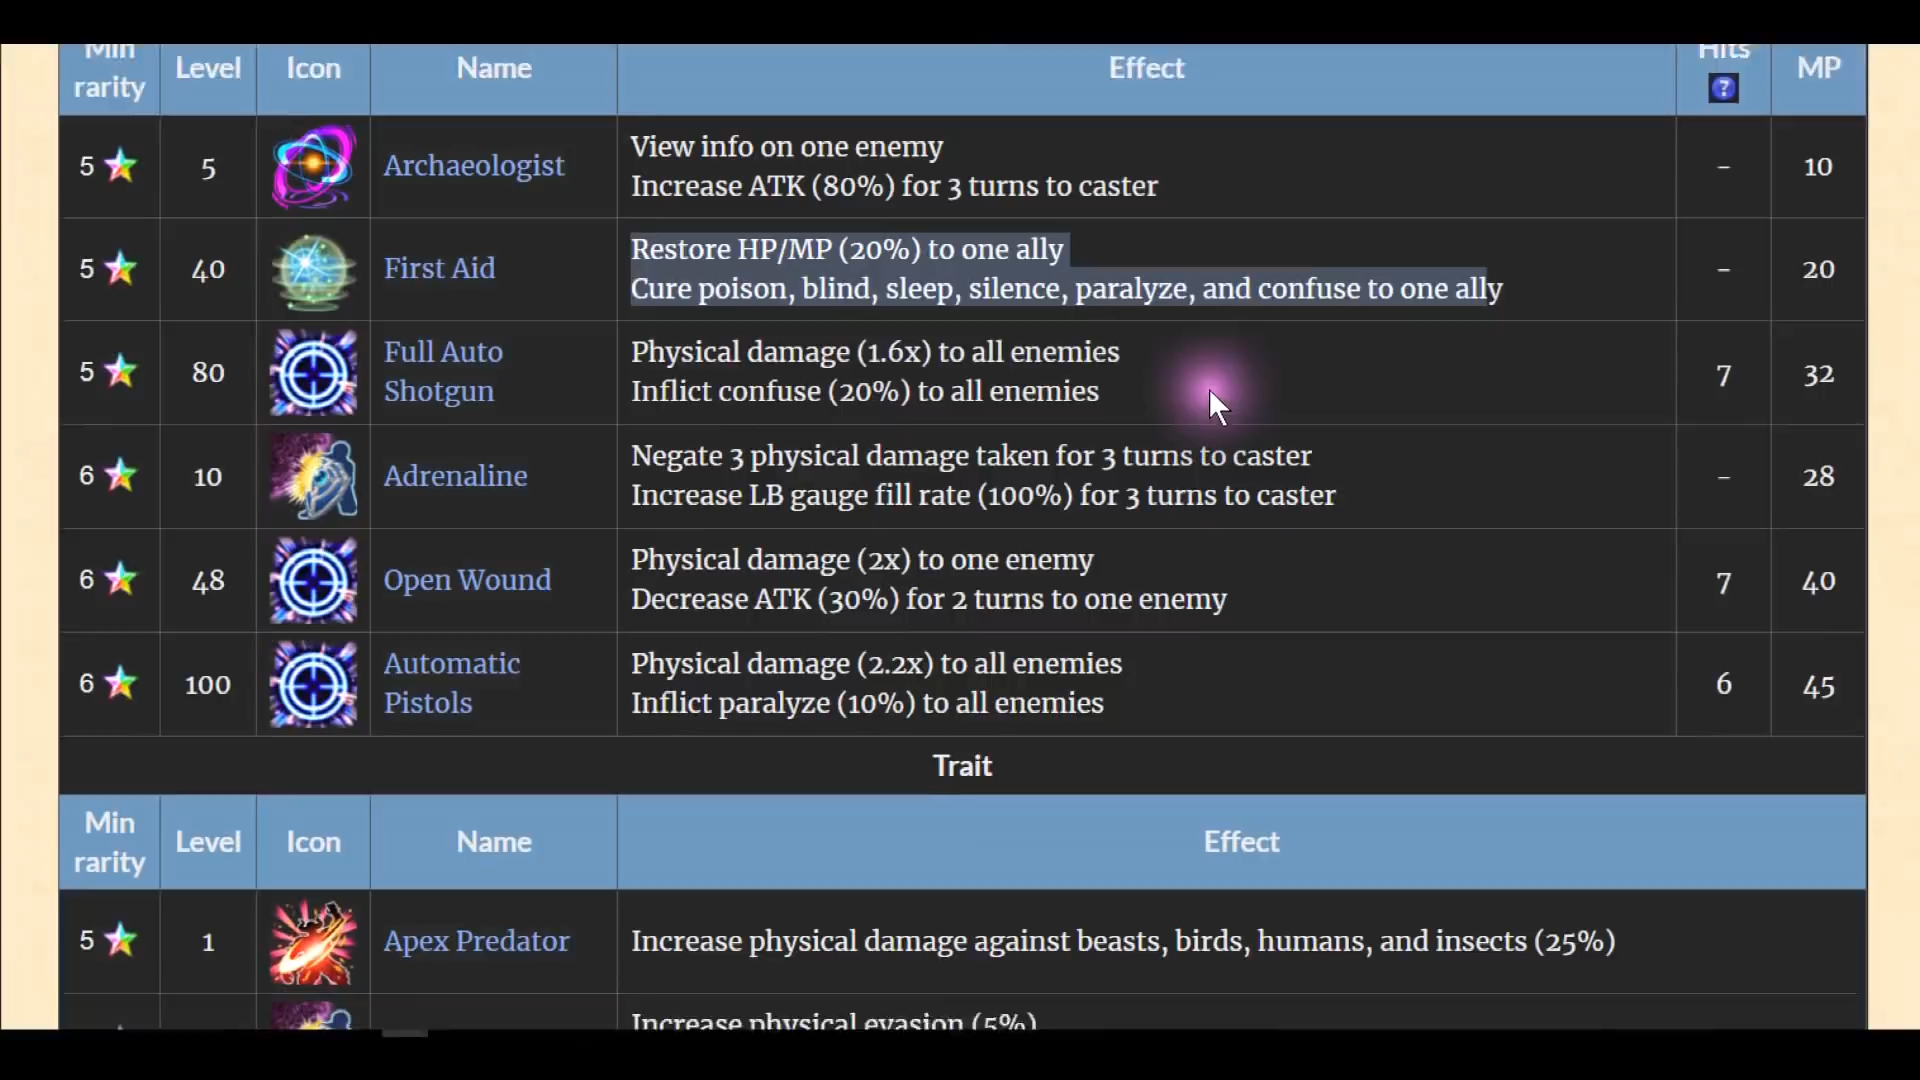 Min rarity Level Icon Name Effect Hits ? MP
5 5 Archaeologist View info on one enemy - 10
Increase ATK (80%) for 3 turns to caster
5 40 First Aid Restore HP/MP (20%) to one ally - 20
Cure poison, blind, sleep, silence, paralyze, and confuse to one ally
5 80 Full Auto Shotgun Physical damage (1.6x) to all enemies 7 32
Inflict confuse (20%) to all enemies
6 10 Adrenaline Negate 3 physical damage taken for 3 turns to caster - 28
Increase LB gauge fill rate (100%) for 3 turns to caster
6 48 Open Wound Physical damage (2x) to one enemy 7 40
Decrease ATK (30%) for 2 turns to one enemy
6 100 Automatic Pistols Physical damage (2.2x) to all enemies 6 45
Inflict paralyze (10%) to all enemies
Trait
Min rarity Level Icon Name Effect
5 1 Apex Predator Increase physical damage against beasts, birds, humans, and insects (25%)
Increase physical evasion (5%)